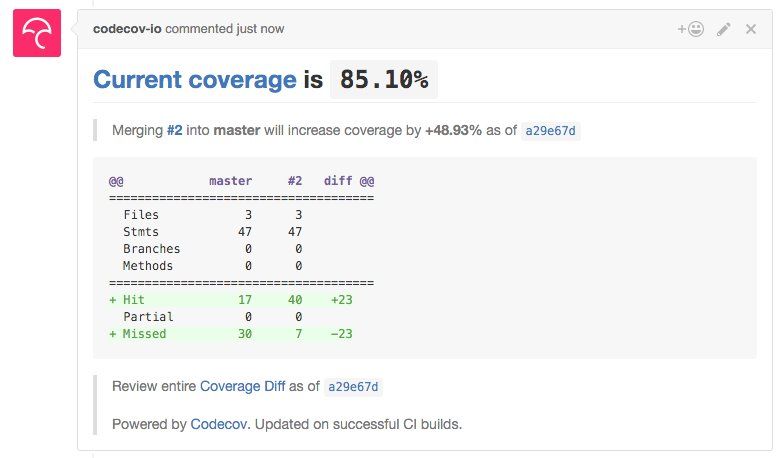 codecov-io commented just now
Current coverage is 85.10%
Merging #2 into master will increase coverage by +48.93% as of a29e67d
@@ master #2 diff @@
=====================================
Files 3 3
Stmts 47 47
Branches 0 0
Methods 0 0
=====================================
+ Hit 17 40 +23
Partial 0 0
+ Missed 30 7 −23
Review entire Coverage Diff as of a29e67d
Powered by Codecov. Updated on successful CI builds.